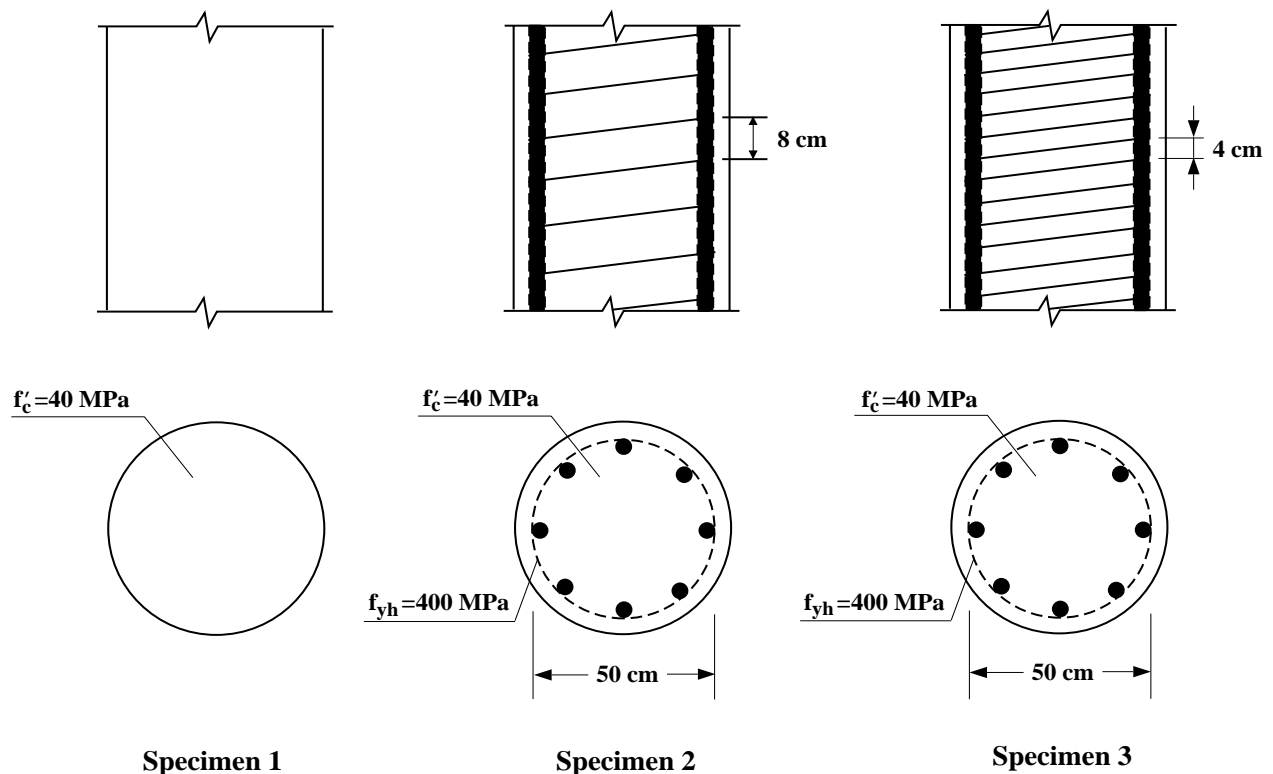 8 cm
4 cm
f′c=40 MPa
f′c=40 MPa
f′c=40 MPa
fyh=400 MPa
fyh=400 MPa
50 cm
50 cm
Specimen 1
Specimen 2
Specimen 3